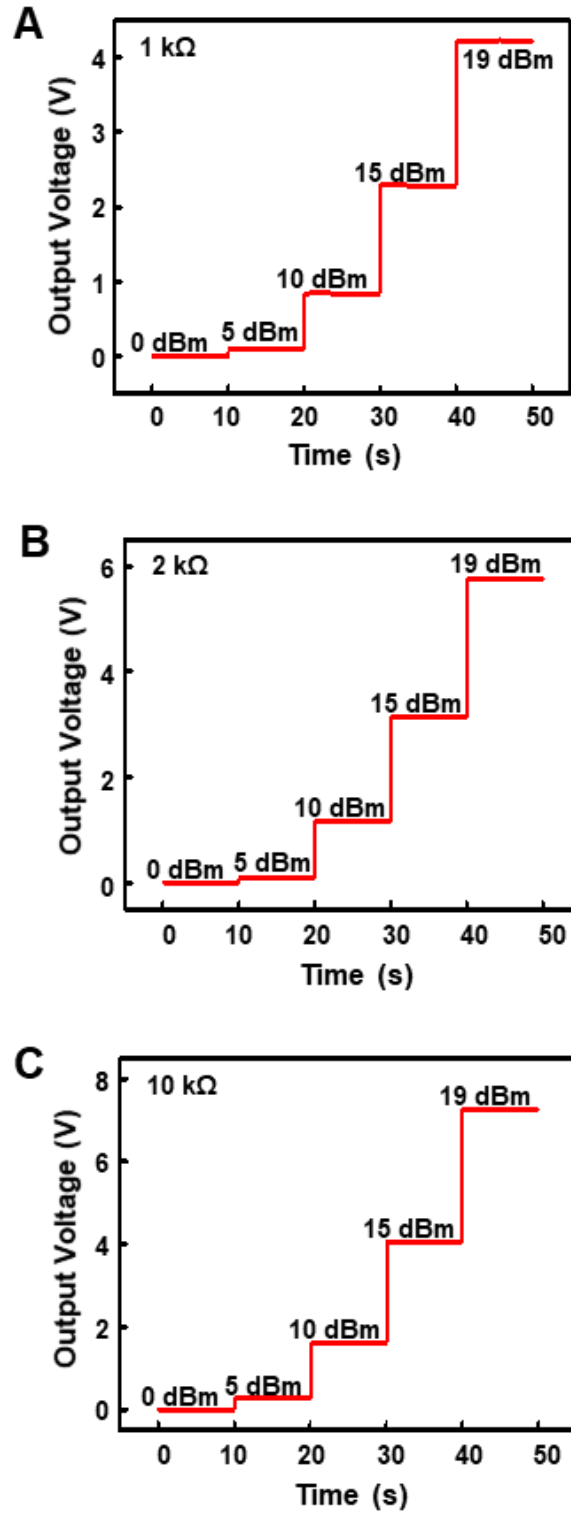 A
1 kΩ
19 dBm
15 dBm
10 dBm
5 dBm
0 dBm
4
3
2
1
0
Output Voltage (V)
0 10 20 30 40 50
Time (s)
B
2 kΩ
19 dBm
15 dBm
10 dBm
5 dBm
0 dBm
6
4
2
0
Output Voltage (V)
0 10 20 30 40 50
Time (s)
C
10 kΩ
19 dBm
15 dBm
10 dBm
5 dBm
0 dBm
8
6
4
2
0
Output Voltage (V)
0 10 20 30 40 50
Time (s)